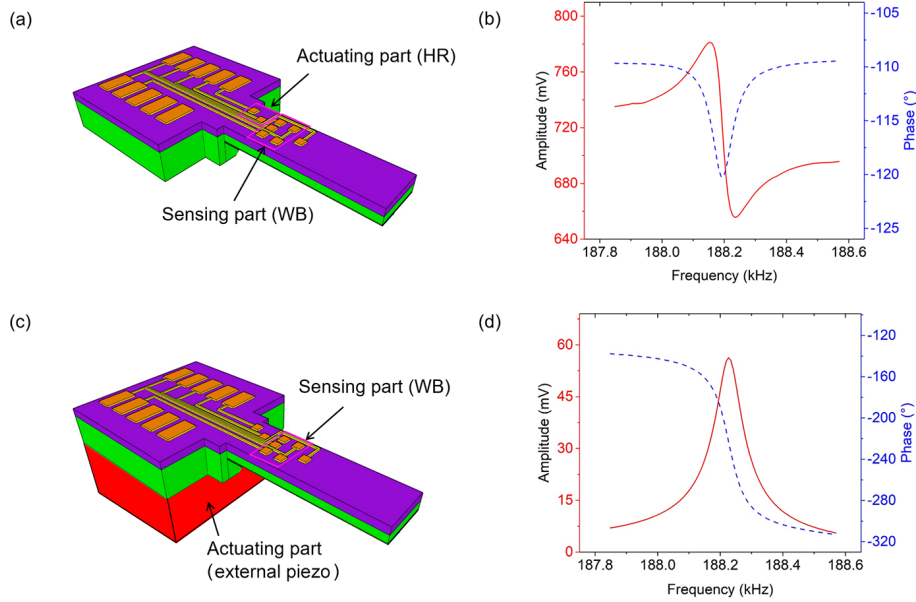 (a)
Actuating part (HR)
Sensing part (WB)
(b)
800
760
720
680
640
Amplitude (mV)
-105
-110
-115
-120
-125
Phase (°)
187.8 188.0 188.2 188.4 188.6
Frequency (kHz)
(c)
Sensing part (WB)
Actuating part
(external piezo)
(d)
60
45
30
15
0
Amplitude (mV)
-120
-160
-200
-240
-280
-320
Phase (°)
187.8 188.0 188.2 188.4 188.6
Frequency (kHz)